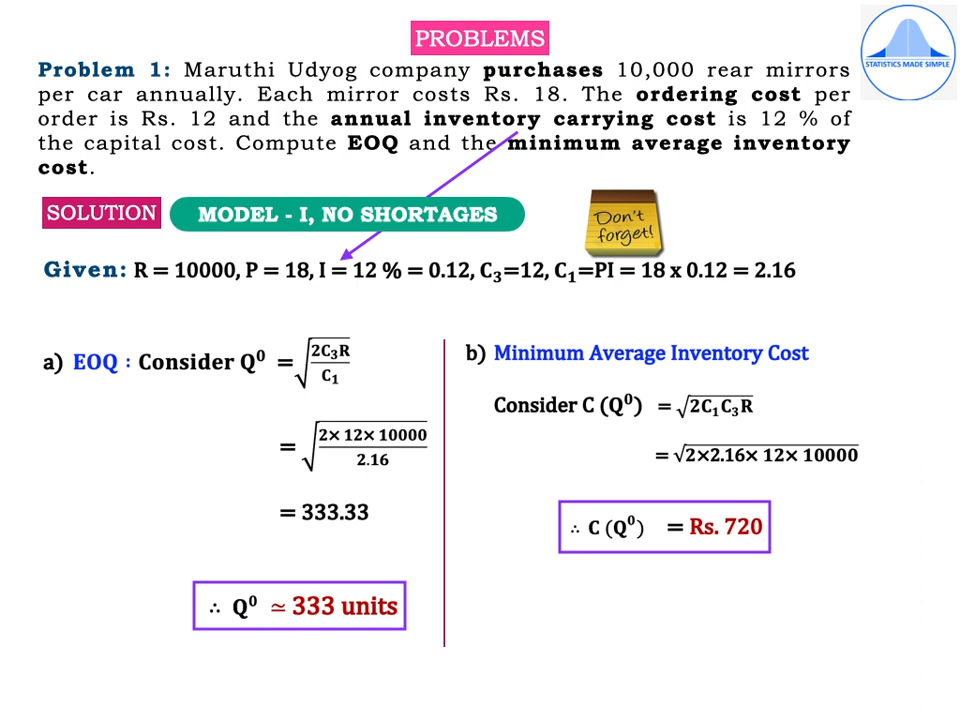 PROBLEMS
STATISTICS MADE SIMPLE
Problem 1: Maruthi Udyog company purchases 10,000 rear mirrors
per car annually. Each mirror costs Rs. 18. The ordering cost per
order is Rs. 12 and the annual inventory carrying cost is 12 % of
the capital cost. Compute EOQ and the minimum average inventory
cost.
SOLUTION
MODEL - I, NO SHORTAGES
Don't
forget!
Given: R = 10000, P = 18, I = 12 % = 0.12, C₃=12, C₁=PI = 18 x 0.12 = 2.16
a) EOQ : Consider Q⁰ = √(2C₃R / C₁)
= √(2× 12× 10000 / 2.16)
= 333.33
∴ Q⁰ ≃ 333 units
b) Minimum Average Inventory Cost
Consider C (Q⁰) = √2C₁C₃R
= √2×2.16× 12× 10000
∴ C (Q⁰) = Rs. 720